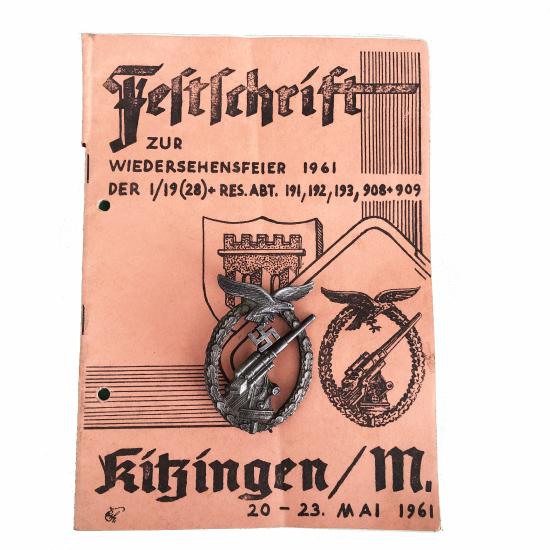 Festschrift
ZUR
WIEDERSEHENSFEIER 1961
DER 1/19 (28) + RES. ABT. 191, 192, 193, 908 + 909
Kitzingen / M.
20 - 23. MAI 1961